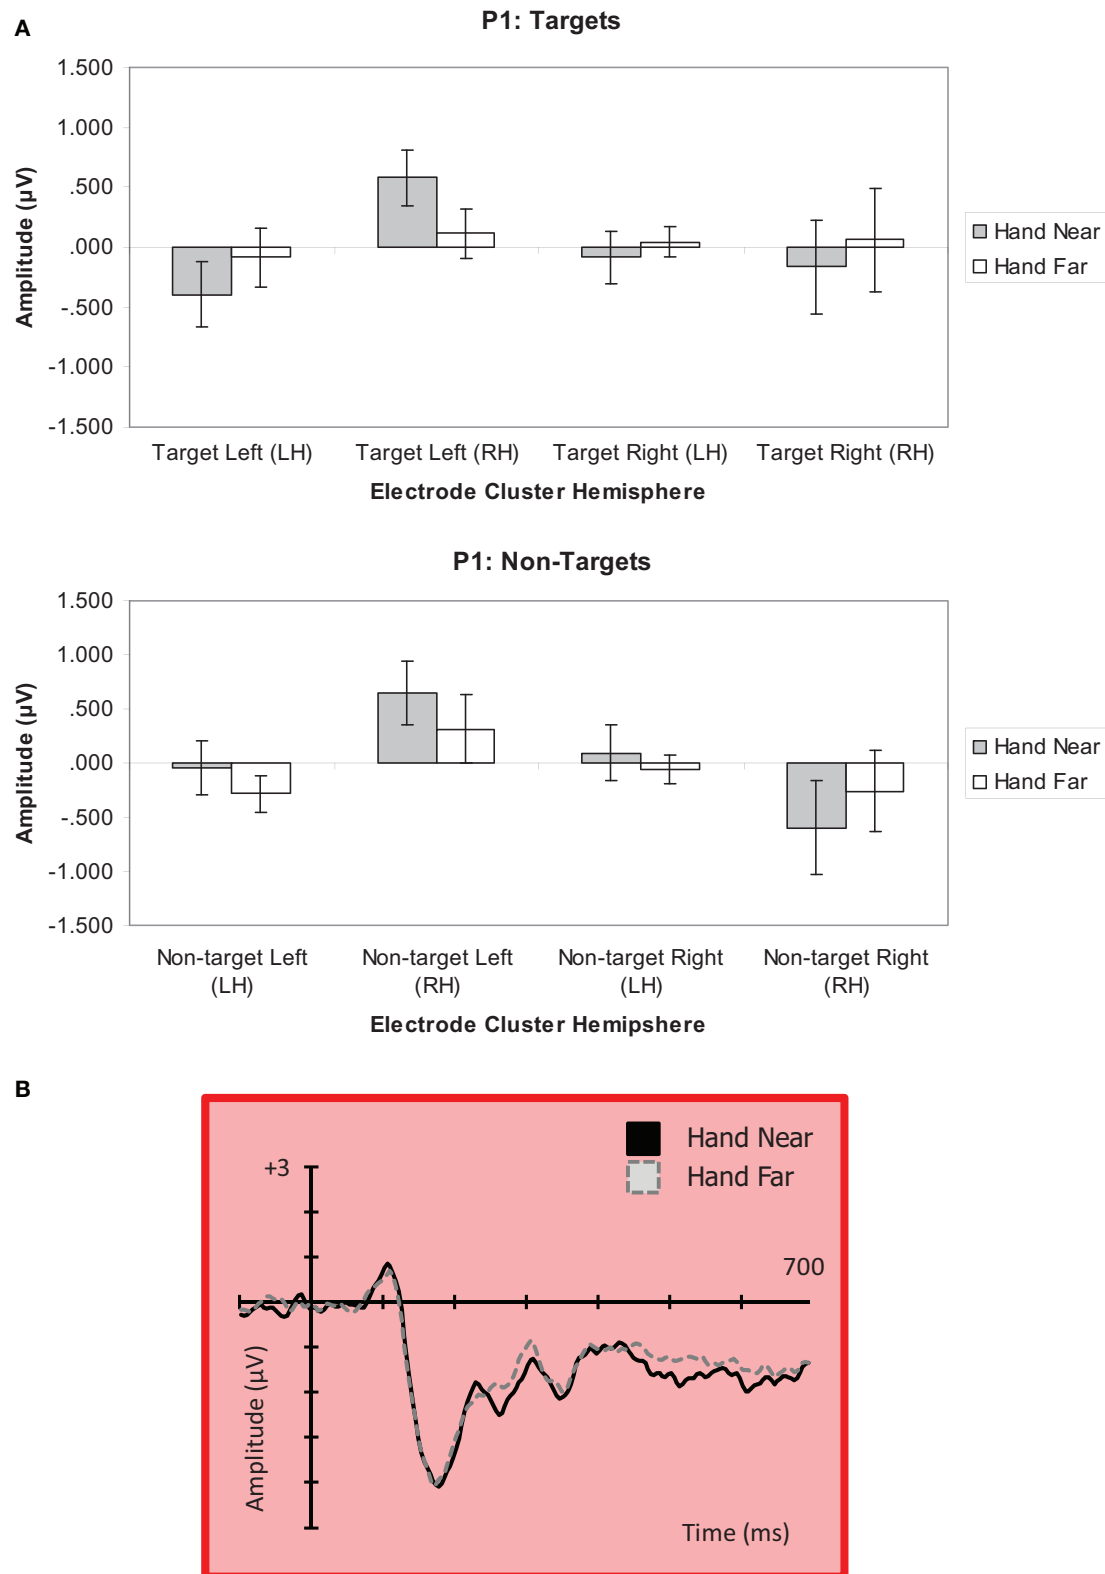 A
P1: Targets
1.500
1.000
.500
.000
-.500
-1.000
-1.500
Amplitude (µV)
Target Left (LH)
Target Left (RH)
Target Right (LH)
Target Right (RH)
Electrode Cluster Hemisphere
Hand Near
Hand Far
P1: Non-Targets
1.500
1.000
.500
.000
-.500
-1.000
-1.500
Amplitude (µV)
Non-target Left
(LH)
Non-target Left
(RH)
Non-target Right
(LH)
Non-target Right
(RH)
Electrode Cluster Hemipshere
Hand Near
Hand Far
B
Hand Near
Hand Far
+3
700
Amplitude (µV)
Time (ms)